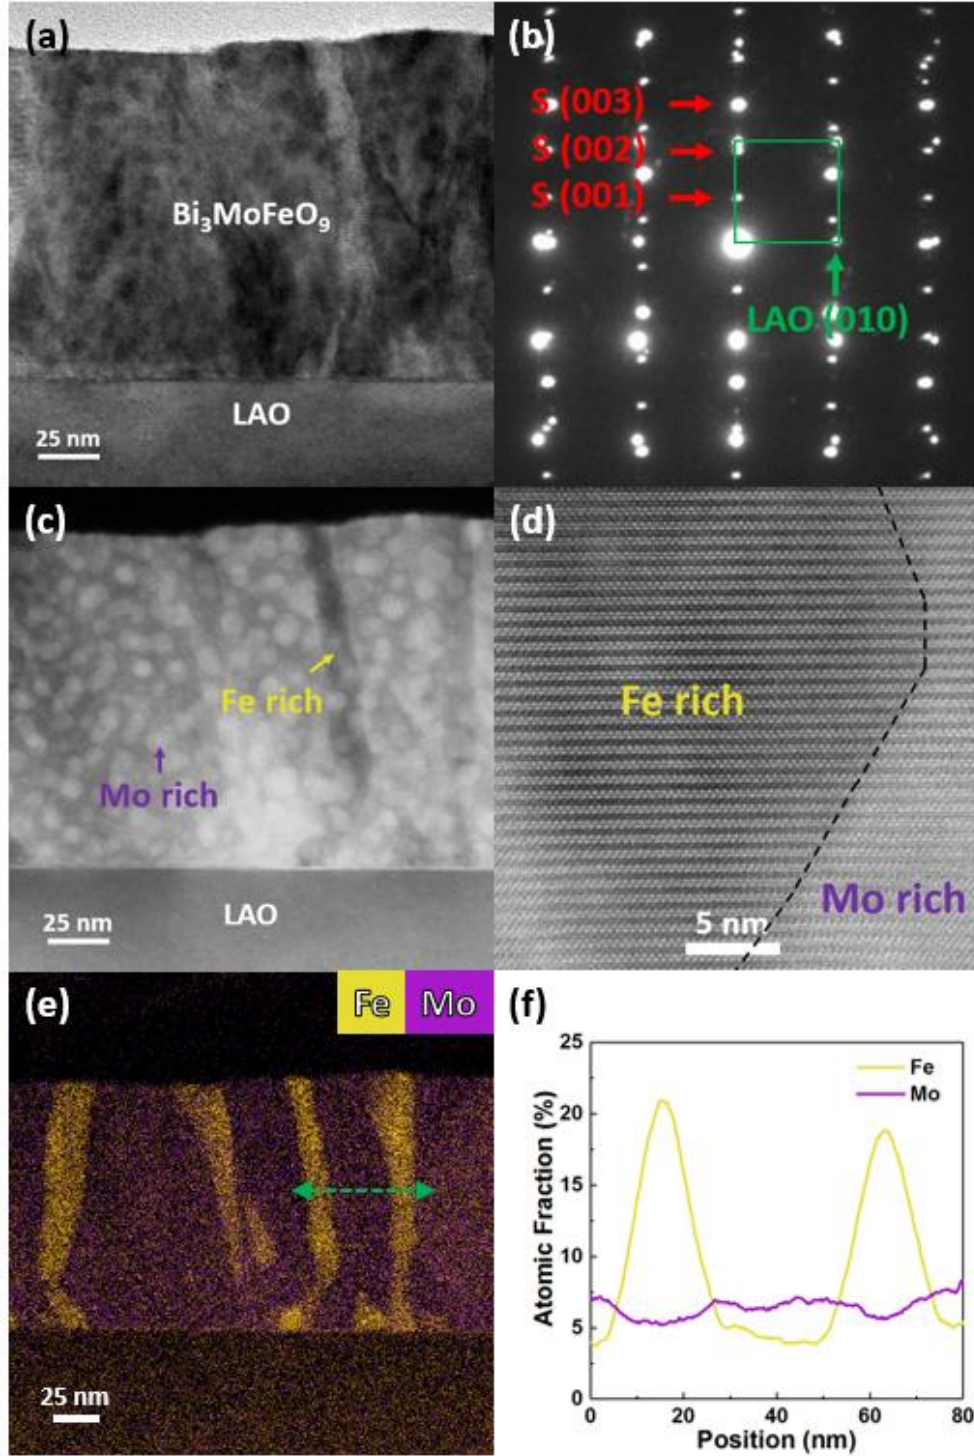 (a)
Bi₃MoFeO₉
LAO
25 nm
(b)
S (003)
S (002)
S (001)
LAO (010)
(c)
Fe rich
Mo rich
LAO
25 nm
(d)
Fe rich
Mo rich
5 nm
(e)
Fe Mo
25 nm
(f)
25
20
15
10
5
0
Atomic Fraction (%)
Fe
Mo
0 20 40 60 80
Position (nm)